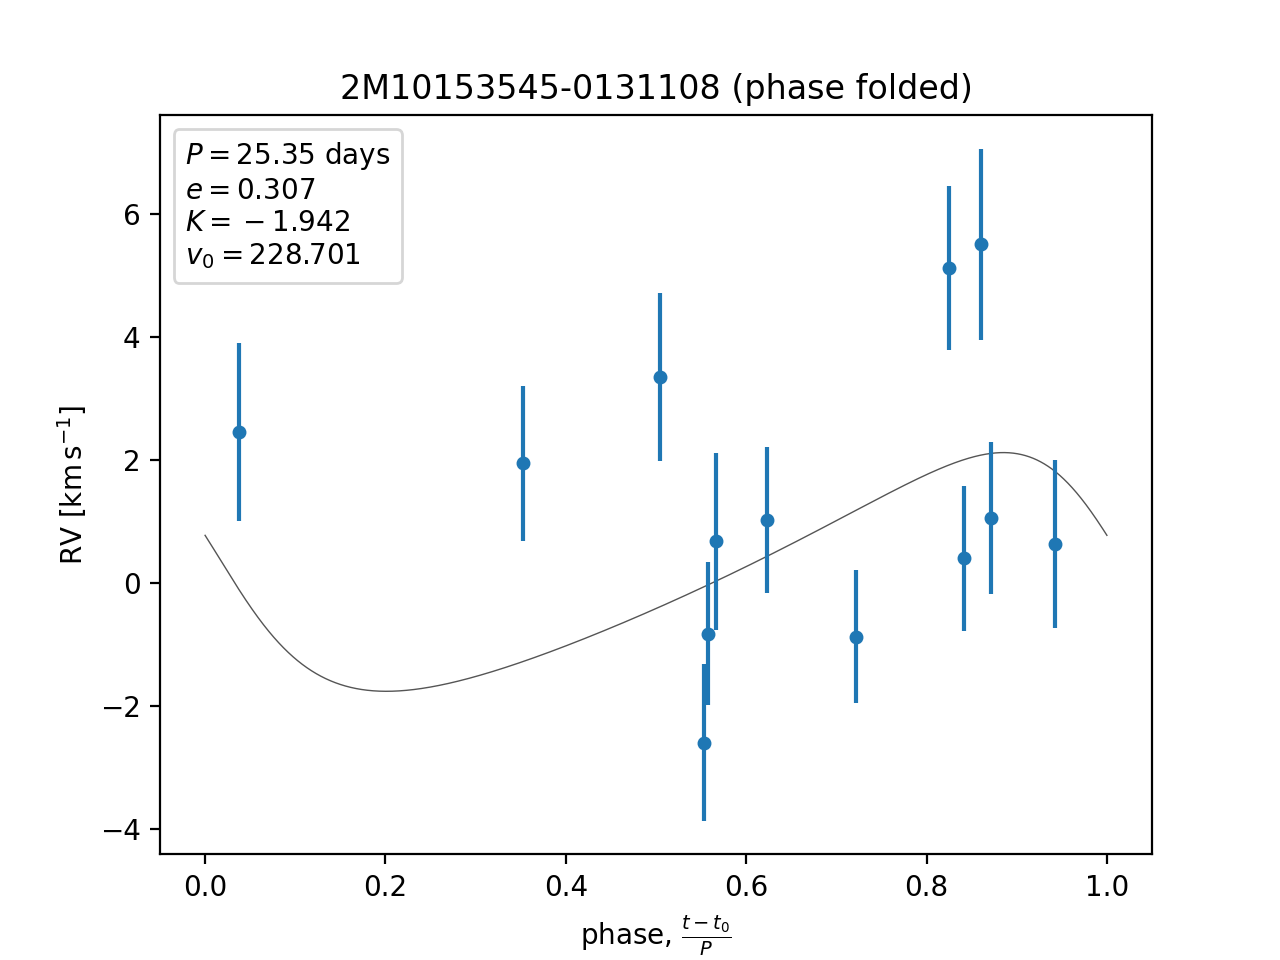 2M10153545-0131108 (phase folded)
P = 25.35 days
e = 0.307
K = −1.942
v₀ = 228.701
6
4
2
0
−2
−4
RV [km s⁻¹]
0.0 0.2 0.4 0.6 0.8 1.0
phase, (t − t₀)/P